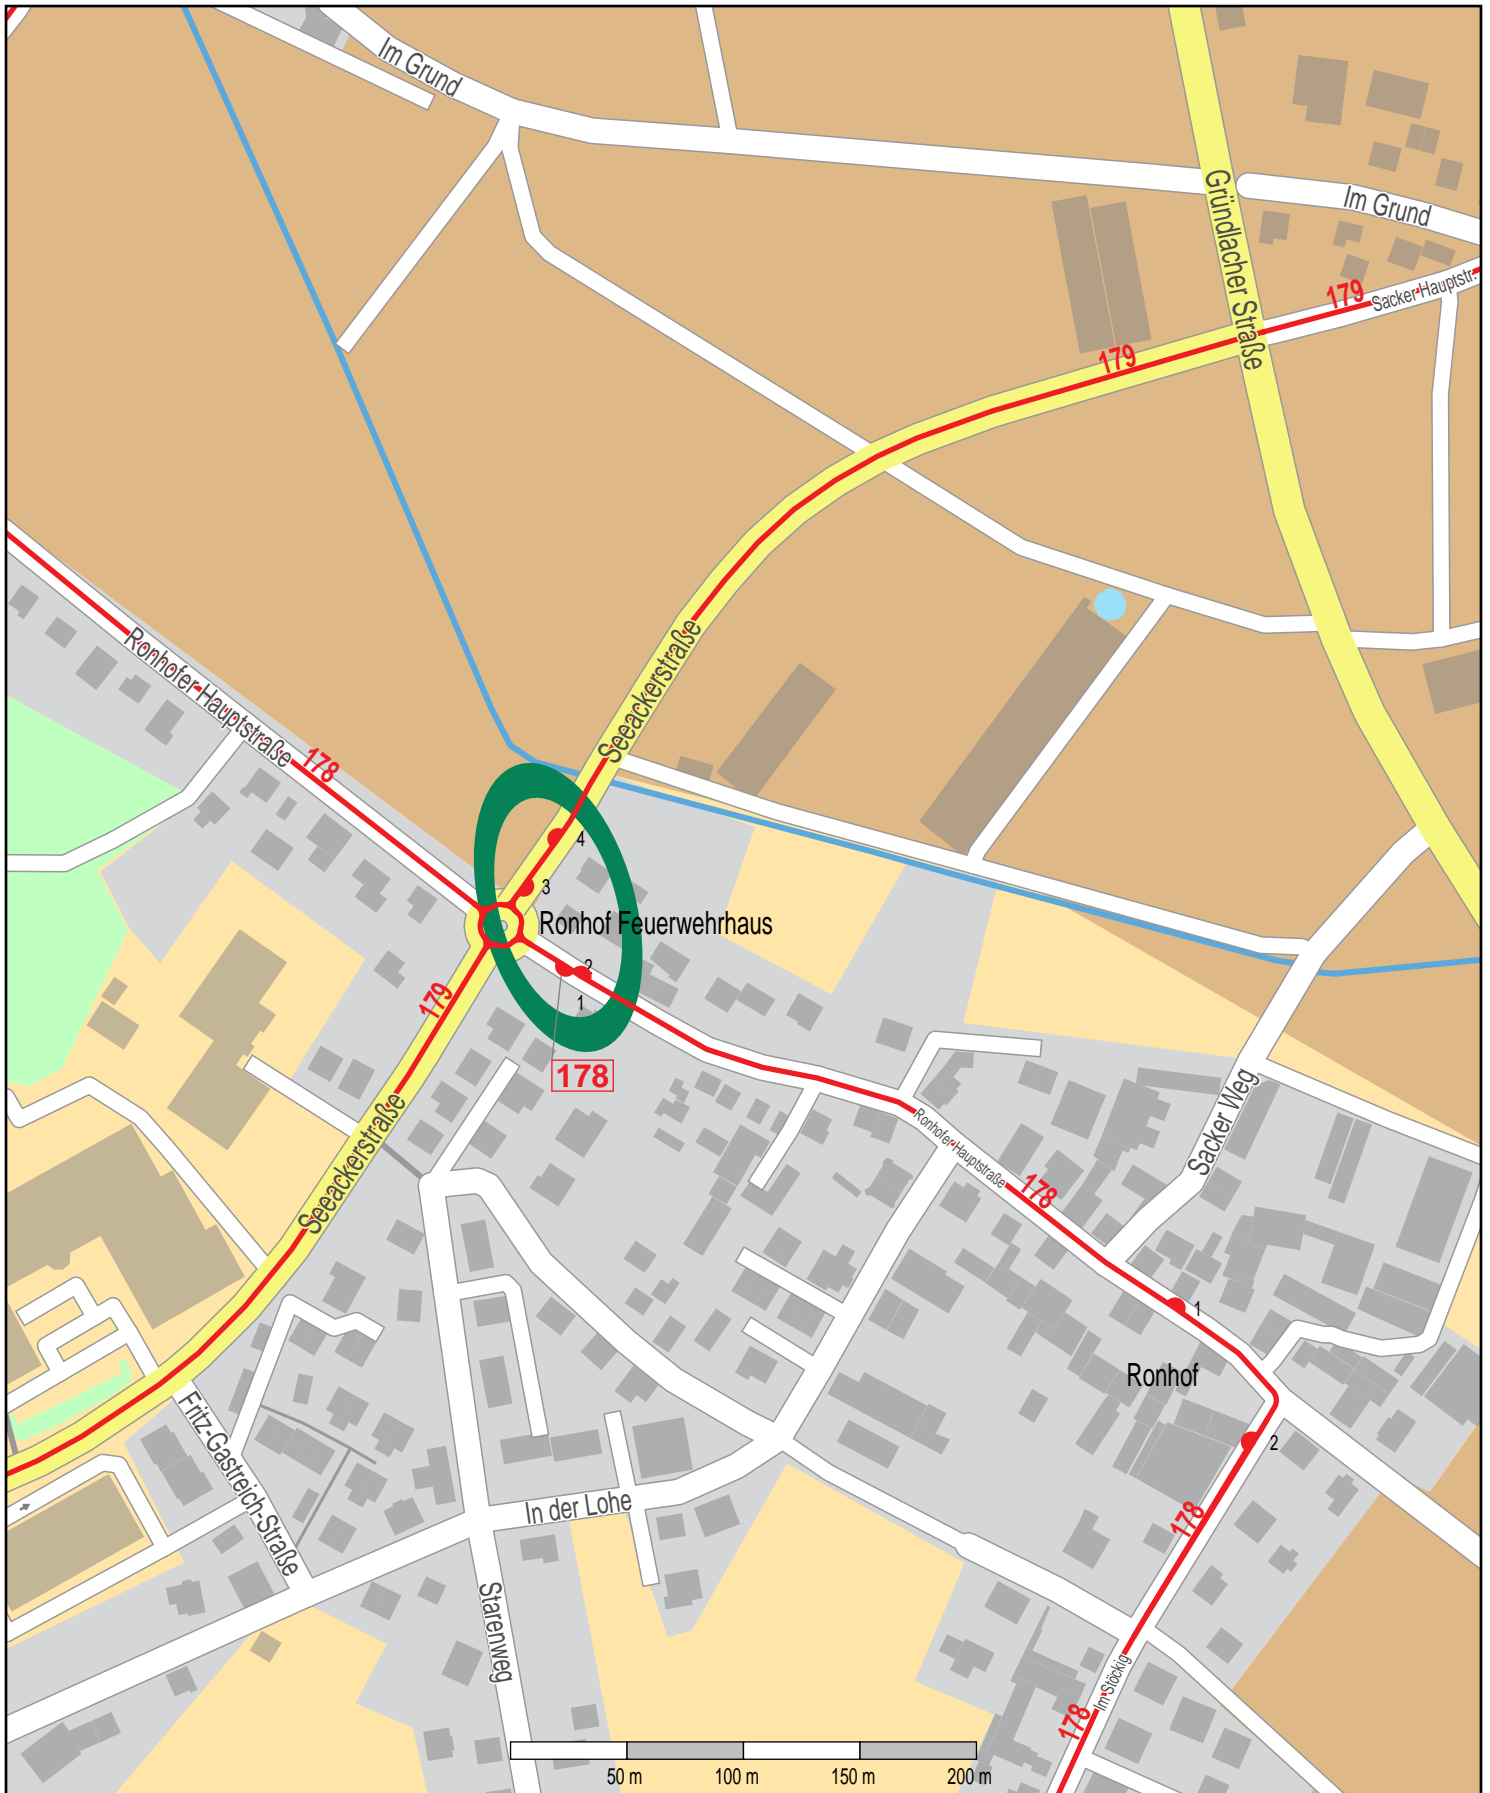 Im Grund
Gründlacher Straße
Im Grund
179
Sacker Hauptstr.
179
Ronhofer-Hauptstraße
178
Seeackerstraße
4
3
Ronhof Feuerwehrhaus
2
1
178
179
Seeackerstraße
Ronhofer-Hauptstraße
Sacker Weg
178
1
Ronhof
2
Fritz-Gastreich-Straße
In der Lohe
178
Starenweg
Im-Stöckig
178
50 m
100 m
150 m
200 m